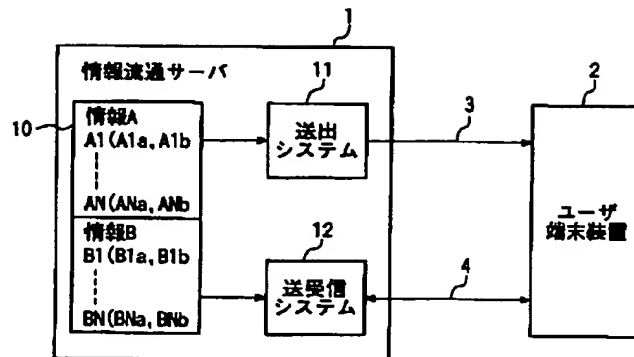 1
情報流通サーバ
10
情報A
A1(A1a, A1b
AN(ANa, ANb
情報B
B1(B1a, B1b
BN(BNa, BNb
11
送出
システム
12
送受信
システム
3
4
2
ユーザ
端末装置